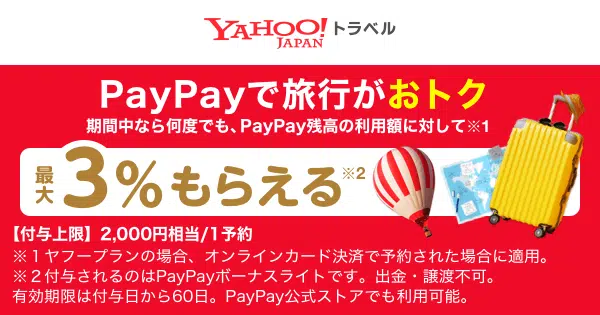 YAHOO! JAPAN トラベル
PayPayで旅行がおトク
期間中なら何度でも、PayPay残高の利用額に対して※1
最大3%もらえる※2
【付与上限】2,000円相当/1予約
※１ヤフープランの場合、オンラインカード決済で予約された場合に適用。
※２付与されるのはPayPayボーナスライトです。出金・譲渡不可。
有効期限は付与日から60日。PayPay公式ストアでも利用可能。